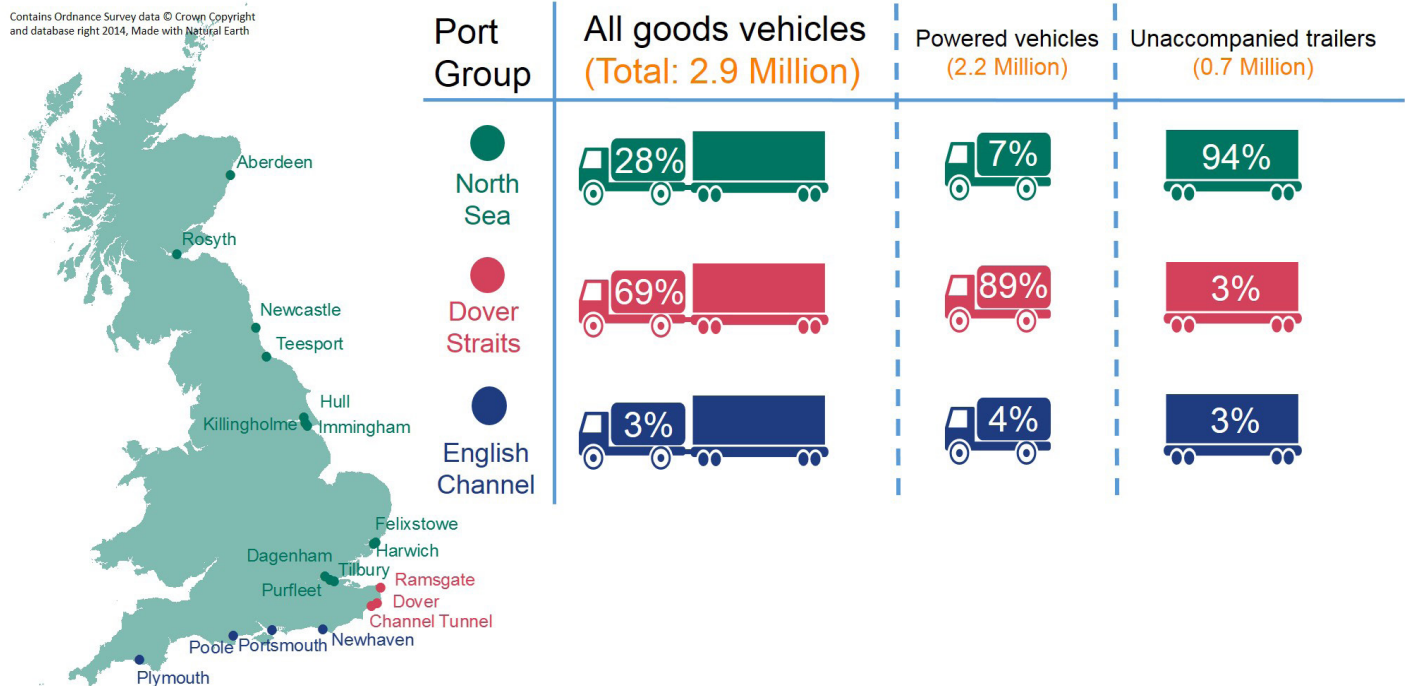 Contains Ordnance Survey data © Crown Copyright
and database right 2014, Made with Natural Earth
Port
Group
All goods vehicles
(Total: 2.9 Million)
Powered vehicles
(2.2 Million)
Unaccompanied trailers
(0.7 Million)
North
Sea
28%
7%
94%
Dover
Straits
69%
89%
3%
English
Channel
3%
4%
3%
Aberdeen
Rosyth
Newcastle
Teesport
Hull
Killingholme
Immingham
Felixstowe
Harwich
Dagenham
Tilbury
Purfleet
Ramsgate
Dover
Channel Tunnel
Newhaven
Portsmouth
Poole
Plymouth